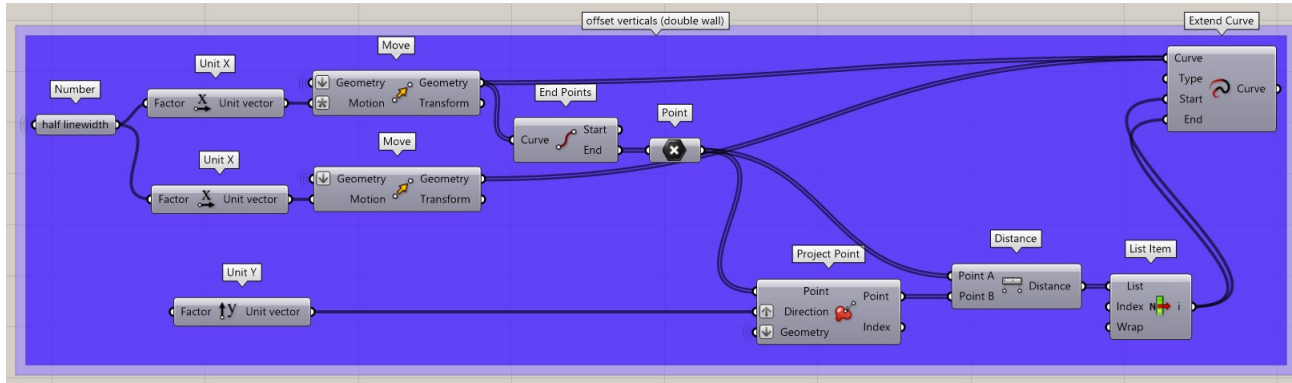 offset verticals (double wall)
Extend Curve
Move
Curve
Type
Start
End
Curve
Unit X
Geometry Geometry
Motion Transform
Number
End Points
Factor X Unit vector
half linewidth
Point
Curve
Start
End
Move
Unit X
Geometry Geometry
Motion Transform
Factor X Unit vector
Distance
Project Point
List Item
Unit Y
Point A
Point B
Distance
Point
Direction
Geometry
Point
Index
List
Index N i
Wrap
Factor y Unit vector